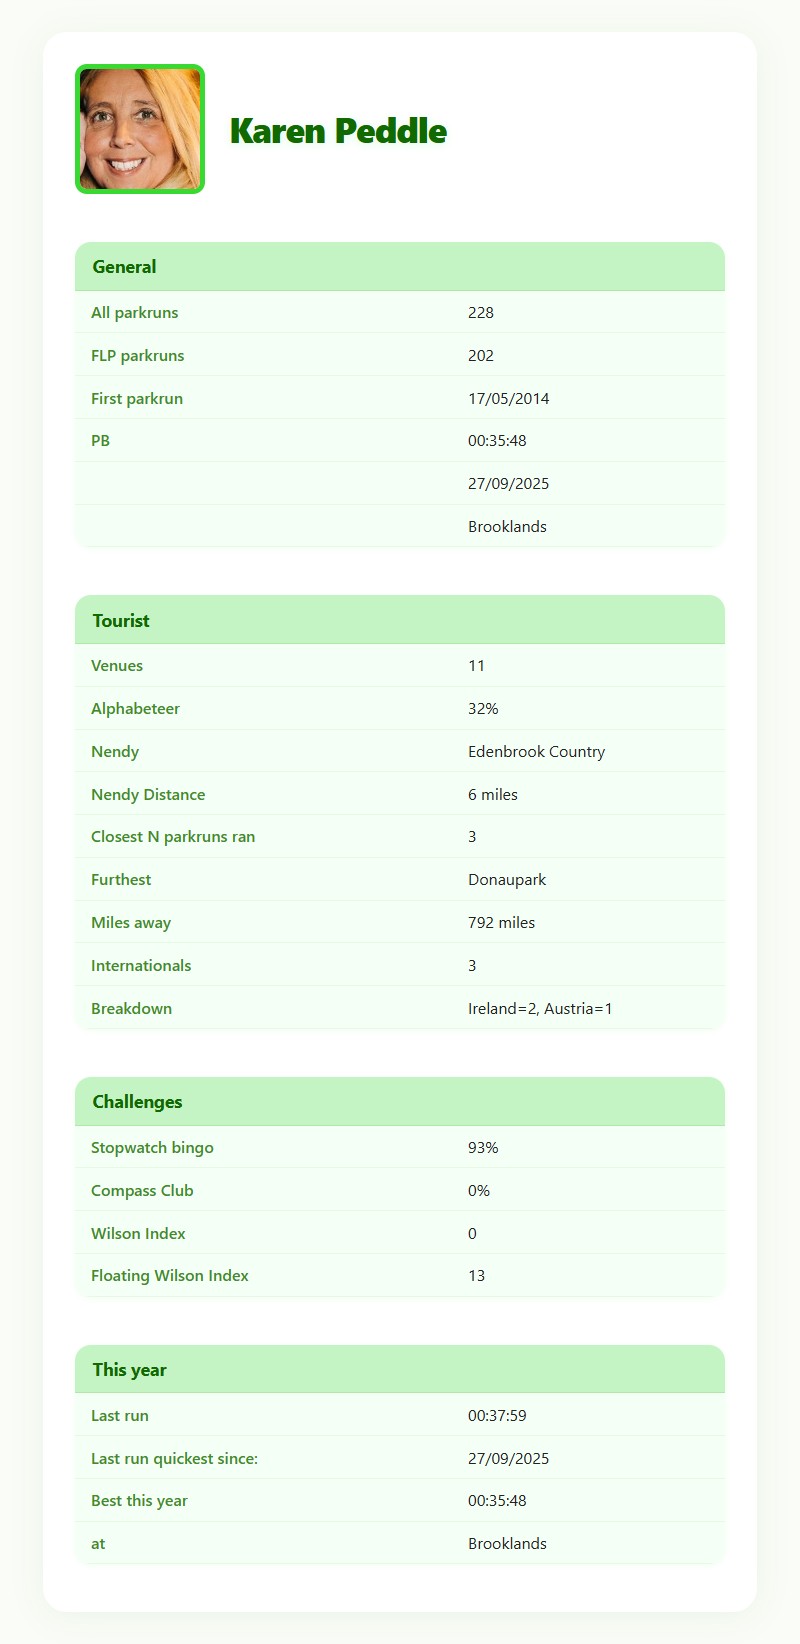 Karen Peddle
General
All parkruns 228
FLP parkruns 202
First parkrun 17/05/2014
PB 00:35:48
27/09/2025
Brooklands
Tourist
Venues 11
Alphabeteer 32%
Nendy Edenbrook Country
Nendy Distance 6 miles
Closest N parkruns ran 3
Furthest Donaupark
Miles away 792 miles
Internationals 3
Breakdown Ireland=2, Austria=1
Challenges
Stopwatch bingo 93%
Compass Club 0%
Wilson Index 0
Floating Wilson Index 13
This year
Last run 00:37:59
Last run quickest since: 27/09/2025
Best this year 00:35:48
at Brooklands